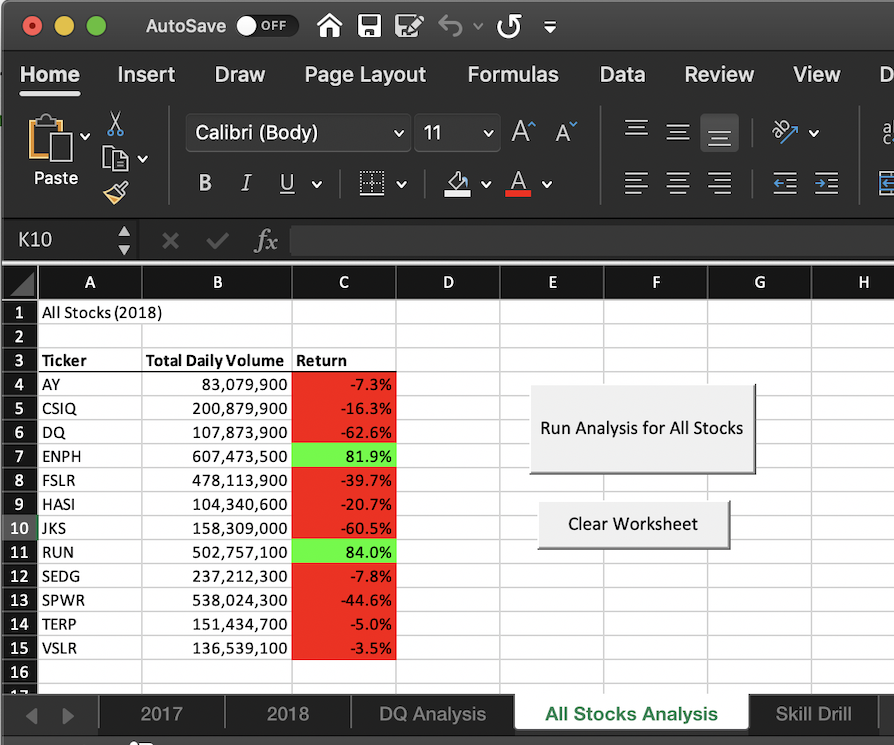 AutoSave OFF
Home Insert Draw Page Layout Formulas Data Review View D
Calibri (Body) 11 A A ab
Paste B I U A
K10 fx
A B C D E F G H
1 All Stocks (2018)
2
3 Ticker Total Daily Volume Return
4 AY 83,079,900 -7.3%
5 CSIQ 200,879,900 -16.3%
6 DQ 107,873,900 -62.6%
7 ENPH 607,473,500 81.9%
8 FSLR 478,113,900 -39.7%
9 HASI 104,340,600 -20.7%
10 JKS 158,309,000 -60.5%
11 RUN 502,757,100 84.0%
12 SEDG 237,212,300 -7.8%
13 SPWR 538,024,300 -44.6%
14 TERP 151,434,700 -5.0%
15 VSLR 136,539,100 -3.5%
16
Run Analysis for All Stocks
Clear Worksheet
2017 2018 DQ Analysis All Stocks Analysis Skill Drill